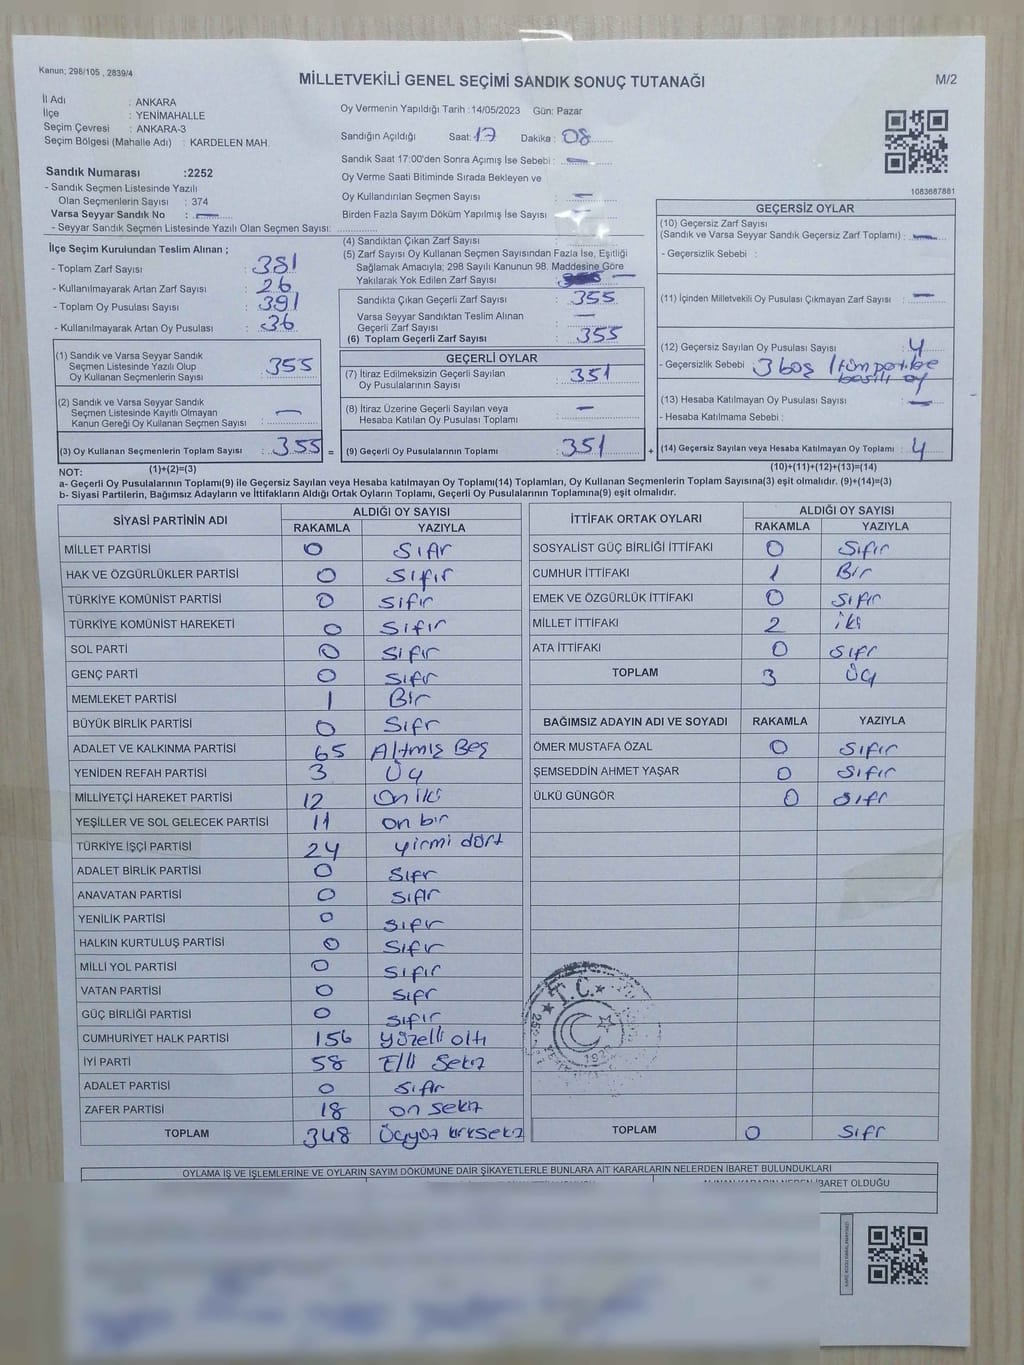 Kanun; 298/105 , 2839/4
MİLLETVEKİLİ GENEL SEÇİMİ SANDIK SONUÇ TUTANAĞI
M/2
İl Adı : ANKARA
İlçe : YENİMAHALLE
Seçim Çevresi : ANKARA-3
Seçim Bölgesi (Mahalle Adı) : KARDELEN MAH.
Oy Vermenin Yapıldığı Tarih :14/05/2023 Gün: Pazar
Sandığın Açıldığı Saat: 17 Dakika : 08
Sandık Saat 17:00'den Sonra Açımış İse Sebebi : —
Oy Verme Saati Bitiminde Sırada Bekleyen ve
Oy Kullandırılan Seçmen Sayısı : —
Birden Fazla Sayım Döküm Yapılmış İse Sayısı : —
1083687881
Sandık Numarası :2252
- Sandık Seçmen Listesinde Yazılı
Olan Seçmenlerin Sayısı : 374
Varsa Seyyar Sandık No : —
- Seyyar Sandık Seçmen Listesinde Yazılı Olan Seçmen Sayısı:
İlçe Seçim Kurulundan Teslim Alınan ;
- Toplam Zarf Sayısı : 381
- Kullanılmayarak Artan Zarf Sayısı : 26
- Toplam Oy Pusulası Sayısı : 391
- Kullanılmayarak Artan Oy Pusulası : 36
(1) Sandık ve Varsa Seyyar Sandık
Seçmen Listesinde Yazılı Olup
Oy Kullanan Seçmenlerin Sayısı : 355
(2) Sandık ve Varsa Seyyar Sandık
Seçmen Listesinde Kayıtlı Olmayan
Kanun Gereği Oy Kullanan Seçmen Sayısı : —
(3) Oy Kullanan Seçmenlerin Toplam Sayısı : 355 =
(4) Sandıktan Çıkan Zarf Sayısı :
(5) Zarf Sayısı Oy Kullanan Seçmen Sayısından Fazla İse, Eşitliği
Sağlamak Amacıyla; 298 Sayılı Kanunun 98. Maddesine Göre
Yakılarak Yok Edilen Zarf Sayısı : —
Sandıkta Çıkan Geçerli Zarf Sayısı : 355
Varsa Seyyar Sandıktan Teslim Alınan
Geçerli Zarf Sayısı : —
(6) Toplam Geçerli Zarf Sayısı : 355
GEÇERLİ OYLAR
(7) İtiraz Edilmeksizin Geçerli Sayılan
Oy Pusulalarının Sayısı : 351
(8) İtiraz Üzerine Geçerli Sayılan veya
Hesaba Katılan Oy Pusulası Toplamı : —
(9) Geçerli Oy Pusulalarının Toplamı : 351 +
GEÇERSİZ OYLAR
(10) Geçersiz Zarf Sayısı
(Sandık ve Varsa Seyyar Sandık Geçersiz Zarf Toplamı) : —
- Geçersizlik Sebebi :
(11) İçinden Milletvekili Oy Pusulası Çıkmayan Zarf Sayısı : —
(12) Geçersiz Sayılan Oy Pusulası Sayısı : 4
- Geçersizlik Sebebi : 3 boş 1 tüm partilere
basılı oy
(13) Hesaba Katılmayan Oy Pusulası Sayısı : —
- Hesaba Katılmama Sebebi :
(14) Geçersiz Sayılan veya Hesaba Katılmayan Oy Toplamı : 4
NOT: (1)+(2)=(3) (10)+(11)+(12)+(13)=(14)
a- Geçerli Oy Pusulalarının Toplamı(9) ile Geçersiz Sayılan veya Hesaba katılmayan Oy Toplamı(14) Toplamları, Oy Kullanan Seçmenlerin Toplam Sayısına(3) eşit olmalıdır. (9)+(14)=(3)
b- Siyasi Partilerin, Bağımsız Adayların ve İttifakların Aldığı Ortak Oyların Toplamı, Geçerli Oy Pusulalarının Toplamına(9) eşit olmalıdır.
SİYASİ PARTİNİN ADI ALDIĞI OY SAYISI
RAKAMLA YAZIYLA
MİLLET PARTİSİ 0 Sıfır
HAK VE ÖZGÜRLÜKLER PARTİSİ 0 Sıfır
TÜRKİYE KOMÜNİST PARTİSİ 0 Sıfır
TÜRKİYE KOMÜNİST HAREKETİ 0 Sıfır
SOL PARTİ 0 Sıfır
GENÇ PARTİ 0 Sıfır
MEMLEKET PARTİSİ 1 Bir
BÜYÜK BİRLİK PARTİSİ 0 Sıfır
ADALET VE KALKINMA PARTİSİ 65 Altmış Beş
YENİDEN REFAH PARTİSİ 3 Üç
MİLLİYETÇİ HAREKET PARTİSİ 12 On iki
YEŞİLLER VE SOL GELECEK PARTİSİ 11 on bir
TÜRKİYE İŞÇİ PARTİSİ 24 yirmi dört
ADALET BİRLİK PARTİSİ 0 Sıfır
ANAVATAN PARTİSİ 0 Sıfır
YENİLİK PARTİSİ 0 Sıfır
HALKIN KURTULUŞ PARTİSİ 0 Sıfır
MİLLİ YOL PARTİSİ 0 Sıfır
VATAN PARTİSİ 0 Sıfır
GÜÇ BİRLİĞİ PARTİSİ 0 Sıfır
CUMHURİYET HALK PARTİSİ 156 yüzelli altı
İYİ PARTİ 58 Elli Sekiz
ADALET PARTİSİ 0 Sıfır
ZAFER PARTİSİ 18 on sekiz
TOPLAM 348 Üçyüz kırksekiz
İTTİFAK ORTAK OYLARI ALDIĞI OY SAYISI
RAKAMLA YAZIYLA
SOSYALİST GÜÇ BİRLİĞİ İTTİFAKI 0 Sıfır
CUMHUR İTTİFAKI 1 Bir
EMEK VE ÖZGÜRLÜK İTTİFAKI 0 Sıfır
MİLLET İTTİFAKI 2 iki
ATA İTTİFAKI 0 Sıfır
TOPLAM 3 Üç
BAĞIMSIZ ADAYIN ADI VE SOYADI RAKAMLA YAZIYLA
ÖMER MUSTAFA ÖZAL 0 Sıfır
ŞEMSEDDİN AHMET YAŞAR 0 Sıfır
ÜLKÜ GÜNGÖR 0 Sıfır
T.C.
TOPLAM 0 Sıfır
OYLAMA İŞ VE İŞLEMLERİNE VE OYLARIN SAYIM DÖKÜMÜNE DAİR ŞİKAYETLERLE BUNLARA AİT KARARLARIN NELERDEN İBARET BULUNDUKLARI
İBARET OLDUĞU